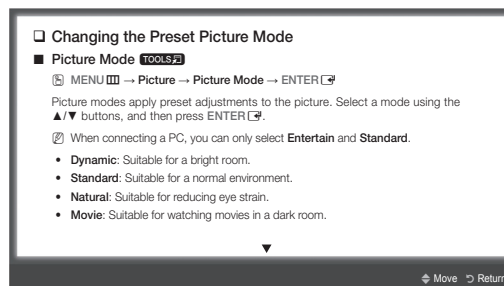 ❑ Changing the Preset Picture Mode
■ Picture Mode TOOLS
MENU → Picture → Picture Mode → ENTER
Picture modes apply preset adjustments to the picture. Select a mode using the
▲/▼ buttons, and then press ENTER.
When connecting a PC, you can only select Entertain and Standard.
• Dynamic: Suitable for a bright room.
• Standard: Suitable for a normal environment.
• Natural: Suitable for reducing eye strain.
• Movie: Suitable for watching movies in a dark room.
▼
Move Return